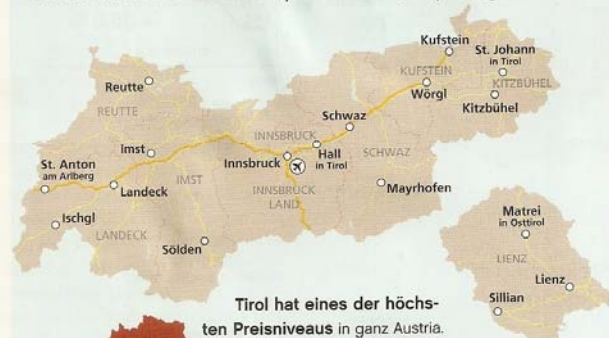 Kufstein
St. Johann
in Tirol
KUFSTEIN
KITZBÜHEL
Reutte
Wörgl
Kitzbühel
REUTTE
Schwaz
INNSBRUCK
Imst
Innsbruck
Hall
in Tirol
SCHWAZ
St. Anton
am Arlberg
IMST
Landeck
INNSBRUCK
LAND
Mayrhofen
Ischgl
LANDECK
Sölden
Matrei
in Osttirol
LIENZ
Lienz
Sillian
Tirol hat eines der höchs-
ten Preisniveaus in ganz Austria.